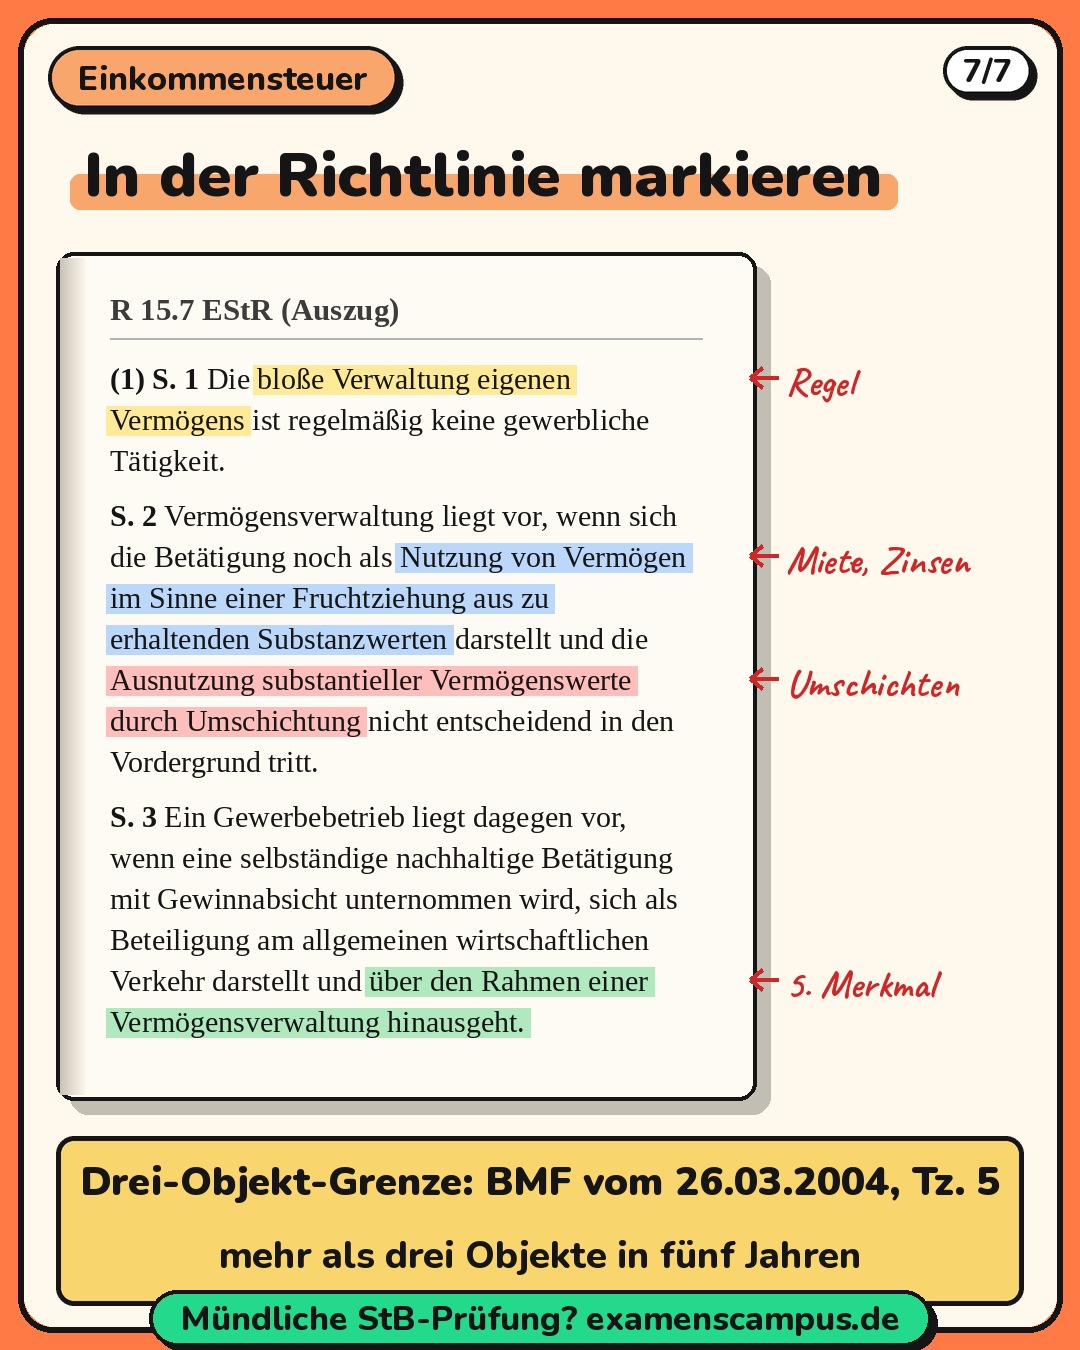 Einkommensteuer
7/7
In der Richtlinie markieren
R 15.7 EStR (Auszug)
(1) S. 1 Die bloße Verwaltung eigenen
Vermögens ist regelmäßig keine gewerbliche
Tätigkeit.
Regel
S. 2 Vermögensverwaltung liegt vor, wenn sich
die Betätigung noch als Nutzung von Vermögen
im Sinne einer Fruchtziehung aus zu
erhaltenden Substanzwerten darstellt und die
Ausnutzung substantieller Vermögenswerte
durch Umschichtung nicht entscheidend in den
Vordergrund tritt.
Miete, Zinsen
Umschichten
S. 3 Ein Gewerbebetrieb liegt dagegen vor,
wenn eine selbständige nachhaltige Betätigung
mit Gewinnabsicht unternommen wird, sich als
Beteiligung am allgemeinen wirtschaftlichen
Verkehr darstellt und über den Rahmen einer
Vermögensverwaltung hinausgeht.
5. Merkmal
Drei-Objekt-Grenze: BMF vom 26.03.2004, Tz. 5
mehr als drei Objekte in fünf Jahren
Mündliche StB-Prüfung? examenscampus.de